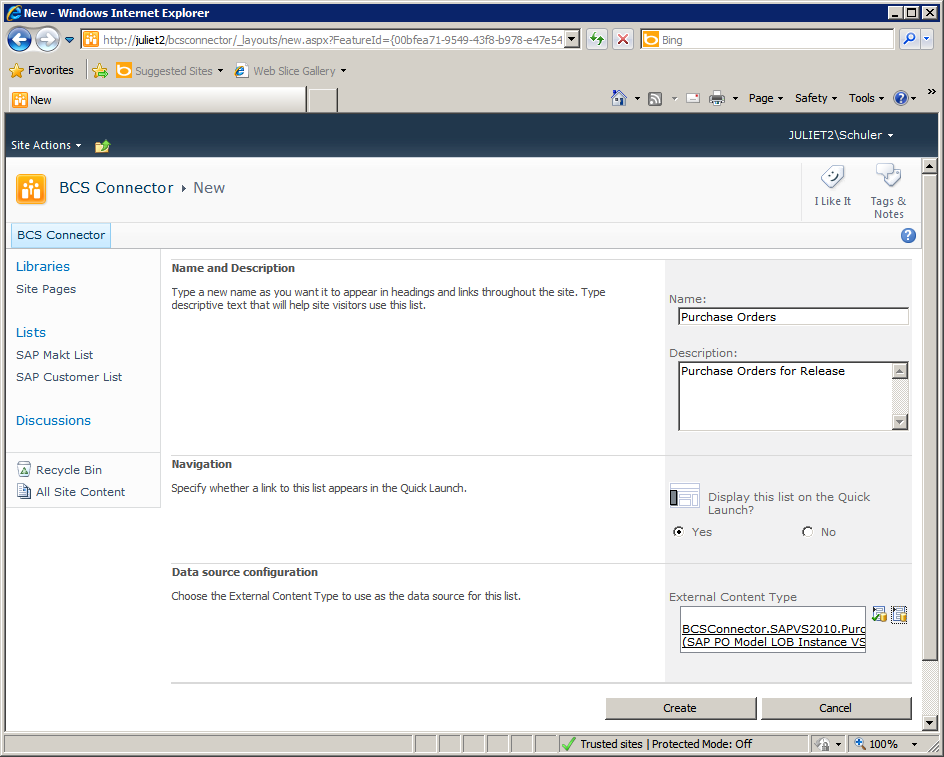 New - Windows Internet Explorer
http://juliet2/bcsconnector/_layouts/new.aspx?FeatureId={00bfea71-9549-43f8-b978-e47e54
Bing
Favorites
Suggested Sites
Web Slice Gallery
New
Page
Safety
Tools
»
JULIET2\Schuler
Site Actions
BCS Connector
New
I Like It
Tags &
Notes
BCS Connector
Libraries
Site Pages
Lists
SAP Makt List
SAP Customer List
Discussions
Recycle Bin
All Site Content
Name and Description
Type a new name as you want it to appear in headings and links throughout the site. Type
descriptive text that will help site visitors use this list.
Name:
Purchase Orders
Description:
Purchase Orders for Release
Navigation
Specify whether a link to this list appears in the Quick Launch.
Display this list on the Quick
Launch?
Yes
No
Data source configuration
Choose the External Content Type to use as the data source for this list.
External Content Type
BCSConnector.SAPVS2010.Purc
(SAP PO Model LOB Instance VS
Create
Cancel
Trusted sites | Protected Mode: Off
100%